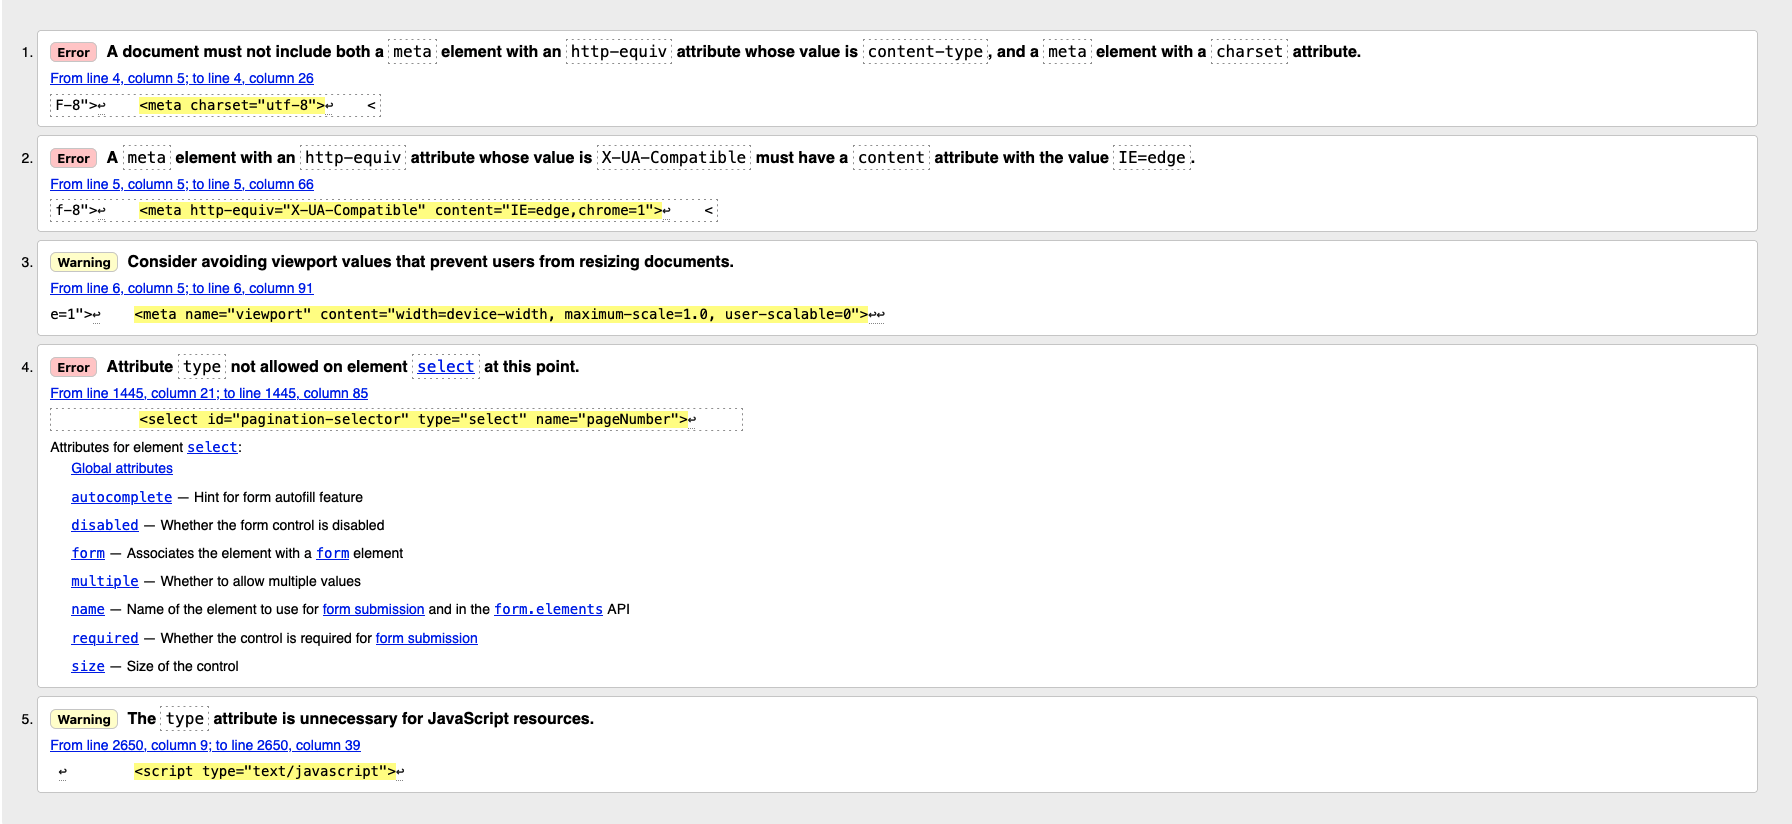 1. Error A document must not include both a meta element with an http-equiv attribute whose value is content-type, and a meta element with a charset attribute.
From line 4, column 5; to line 4, column 26
F-8">↩    <meta charset="utf-8">↩    <
2. Error A meta element with an http-equiv attribute whose value is X-UA-Compatible must have a content attribute with the value IE=edge.
From line 5, column 5; to line 5, column 66
f-8">↩    <meta http-equiv="X-UA-Compatible" content="IE=edge,chrome=1">↩    <
3. Warning Consider avoiding viewport values that prevent users from resizing documents.
From line 6, column 5; to line 6, column 91
e=1">↩    <meta name="viewport" content="width=device-width, maximum-scale=1.0, user-scalable=0">↩↩
4. Error Attribute type not allowed on element select at this point.
From line 1445, column 21; to line 1445, column 85
<select id="pagination-selector" type="select" name="pageNumber">↩
Attributes for element select:
Global attributes
autocomplete — Hint for form autofill feature
disabled — Whether the form control is disabled
form — Associates the element with a form element
multiple — Whether to allow multiple values
name — Name of the element to use for form submission and in the form.elements API
required — Whether the control is required for form submission
size — Size of the control
5. Warning The type attribute is unnecessary for JavaScript resources.
From line 2650, column 9; to line 2650, column 39
↩        <script type="text/javascript">↩